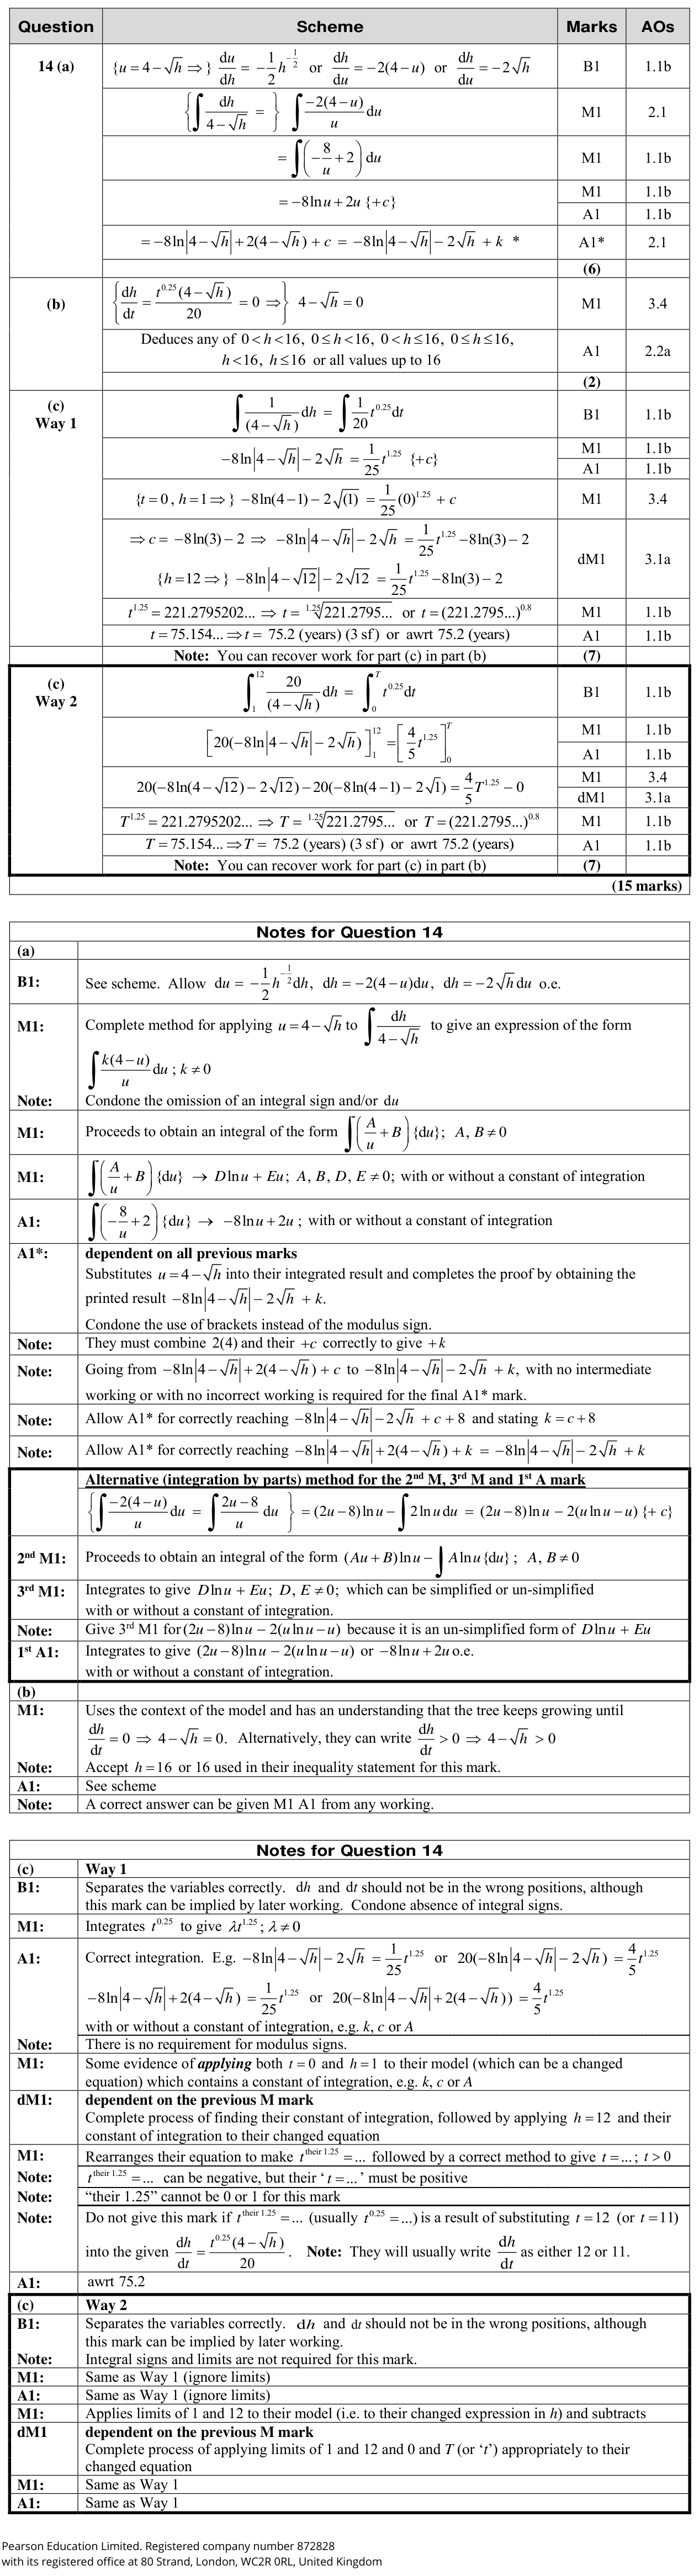 Question Scheme Marks AOs
14 (a) {u = 4 − √h ⇒} du/dh = −1/2 h^(−1/2) or dh/du = −2(4 − u) or dh/du = −2√h B1 1.1b
{∫ dh/(4 − √h) = } ∫ −2(4 − u)/u du M1 2.1
= ∫ (−8/u + 2) du M1 1.1b
= −8ln u + 2u {+c} M1 1.1b
A1 1.1b
= −8ln|4 − √h| + 2(4 − √h) + c = −8ln|4 − √h| − 2√h + k * A1* 2.1
(6)
(b) {dh/dt = t^0.25 (4 − √h)/20 = 0 ⇒} 4 − √h = 0 M1 3.4
Deduces any of 0 < h < 16, 0 ≤ h < 16, 0 < h ≤ 16, 0 ≤ h ≤ 16,
h < 16, h ≤ 16 or all values up to 16 A1 2.2a
(2)
(c)
Way 1 ∫ 1/(4 − √h) dh = ∫ 1/20 t^0.25 dt B1 1.1b
−8ln|4 − √h| − 2√h = 1/25 t^1.25 {+c} M1 1.1b
A1 1.1b
{t = 0, h = 1 ⇒} −8ln(4 − 1) − 2√(1) = 1/25 (0)^1.25 + c M1 3.4
⇒ c = −8ln(3) − 2 ⇒ −8ln|4 − √h| − 2√h = 1/25 t^1.25 − 8ln(3) − 2
{h = 12 ⇒} −8ln|4 − √12| − 2√12 = 1/25 t^1.25 − 8ln(3) − 2 dM1 3.1a
t^1.25 = 221.2795202... ⇒ t = 1.25√221.2795... or t = (221.2795...)^0.8 M1 1.1b
t = 75.154... ⇒ t = 75.2 (years) (3 sf) or awrt 75.2 (years) A1 1.1b
Note: You can recover work for part (c) in part (b) (7)
(c)
Way 2 ∫₁¹² 20/(4 − √h) dh = ∫₀ᵀ t^0.25 dt B1 1.1b
[20(−8ln|4 − √h| − 2√h)]₁¹² = [4/5 t^1.25]₀ᵀ M1 1.1b
A1 1.1b
20(−8ln(4 − √12) − 2√12) − 20(−8ln(4 − 1) − 2√1) = 4/5 T^1.25 − 0 M1 3.4
dM1 3.1a
T^1.25 = 221.2795202... ⇒ T = 1.25√221.2795... or T = (221.2795...)^0.8 M1 1.1b
T = 75.154... ⇒ T = 75.2 (years) (3 sf) or awrt 75.2 (years) A1 1.1b
Note: You can recover work for part (c) in part (b) (7)
(15 marks)
Notes for Question 14
(a)
B1: See scheme. Allow du = −1/2 h^(−1/2) dh, dh = −2(4 − u)du, dh = −2√h du o.e.
M1: Complete method for applying u = 4 − √h to ∫ dh/(4 − √h) to give an expression of the form
∫ k(4 − u)/u du ; k ≠ 0
Note: Condone the omission of an integral sign and/or du
M1: Proceeds to obtain an integral of the form ∫ (A/u + B) {du}; A, B ≠ 0
M1: ∫ (A/u + B) {du} → D ln u + Eu; A, B, D, E ≠ 0; with or without a constant of integration
A1: ∫ (−8/u + 2) {du} → −8ln u + 2u ; with or without a constant of integration
A1*: dependent on all previous marks
Substitutes u = 4 − √h into their integrated result and completes the proof by obtaining the
printed result −8ln|4 − √h| − 2√h + k.
Condone the use of brackets instead of the modulus sign.
Note: They must combine 2(4) and their +c correctly to give +k
Note: Going from −8ln|4 − √h| + 2(4 − √h) + c to −8ln|4 − √h| − 2√h + k, with no intermediate
working or with no incorrect working is required for the final A1* mark.
Note: Allow A1* for correctly reaching −8ln|4 − √h| − 2√h + c + 8 and stating k = c + 8
Note: Allow A1* for correctly reaching −8ln|4 − √h| + 2(4 − √h) + k = −8ln|4 − √h| − 2√h + k
Alternative (integration by parts) method for the 2nd M, 3rd M and 1st A mark
{∫ −2(4 − u)/u du = ∫ (2u − 8)/u du } = (2u − 8)ln u − ∫ 2ln u du = (2u − 8)ln u − 2(u ln u − u) {+ c}
2nd M1: Proceeds to obtain an integral of the form (Au + B)ln u − ∫ A ln u {du} ; A, B ≠ 0
3rd M1: Integrates to give D ln u + Eu; D, E ≠ 0; which can be simplified or un-simplified
with or without a constant of integration.
Note: Give 3rd M1 for (2u − 8)ln u − 2(u ln u − u) because it is an un-simplified form of D ln u + Eu
1st A1: Integrates to give (2u − 8)ln u − 2(u ln u − u) or −8ln u + 2u o.e.
with or without a constant of integration.
(b)
M1: Uses the context of the model and has an understanding that the tree keeps growing until
dh/dt = 0 ⇒ 4 − √h = 0. Alternatively, they can write dh/dt > 0 ⇒ 4 − √h > 0
Note: Accept h = 16 or 16 used in their inequality statement for this mark.
A1: See scheme
Note: A correct answer can be given M1 A1 from any working.
Notes for Question 14
(c) Way 1
B1: Separates the variables correctly. dh and dt should not be in the wrong positions, although
this mark can be implied by later working. Condone absence of integral signs.
M1: Integrates t^0.25 to give λt^1.25 ; λ ≠ 0
A1: Correct integration. E.g. −8ln|4 − √h| − 2√h = 1/25 t^1.25 or 20(−8ln|4 − √h| − 2√h) = 4/5 t^1.25
−8ln|4 − √h| + 2(4 − √h) = 1/25 t^1.25 or 20(−8ln|4 − √h| + 2(4 − √h)) = 4/5 t^1.25
with or without a constant of integration, e.g. k, c or A
Note: There is no requirement for modulus signs.
M1: Some evidence of applying both t = 0 and h = 1 to their model (which can be a changed
equation) which contains a constant of integration, e.g. k, c or A
dM1: dependent on the previous M mark
Complete process of finding their constant of integration, followed by applying h = 12 and their
constant of integration to their changed equation
M1: Rearranges their equation to make t^(their 1.25) = ... followed by a correct method to give t = ...; t > 0
Note: t^(their 1.25) = ... can be negative, but their ‘ t = ...’ must be positive
Note: “their 1.25” cannot be 0 or 1 for this mark
Note: Do not give this mark if t^(their 1.25) = ... (usually t^0.25 = ...) is a result of substituting t = 12 (or t = 11)
into the given dh/dt = t^0.25 (4 − √h)/20 . Note: They will usually write dh/dt as either 12 or 11.
A1: awrt 75.2
(c) Way 2
B1: Separates the variables correctly. dh and dt should not be in the wrong positions, although
this mark can be implied by later working.
Note: Integral signs and limits are not required for this mark.
M1: Same as Way 1 (ignore limits)
A1: Same as Way 1 (ignore limits)
M1: Applies limits of 1 and 12 to their model (i.e. to their changed expression in h) and subtracts
dM1 dependent on the previous M mark
Complete process of applying limits of 1 and 12 and 0 and T (or ‘t’) appropriately to their
changed equation
M1: Same as Way 1
A1: Same as Way 1
Pearson Education Limited. Registered company number 872828
with its registered office at 80 Strand, London, WC2R 0RL, United Kingdom